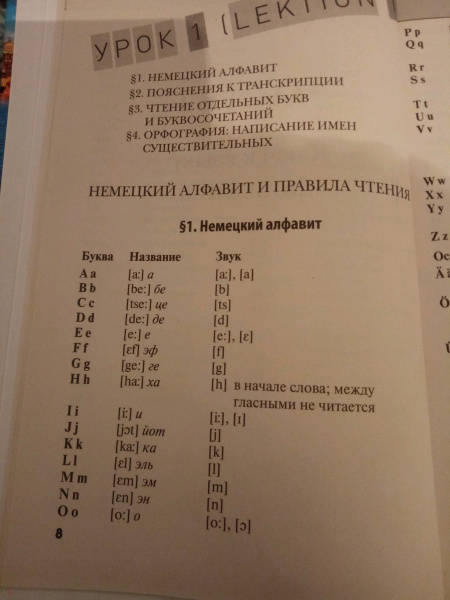 УРОК 1 (LEKTION
§1. НЕМЕЦКИЙ АЛФАВИТ
§2. ПОЯСНЕНИЯ К ТРАНСКРИПЦИИ
§3. ЧТЕНИЕ ОТДЕЛЬНЫХ БУКВ
И БУКВОСОЧЕТАНИЙ
§4. ОРФОГРАФИЯ: НАПИСАНИЕ ИМЕН
СУЩЕСТВИТЕЛЬНЫХ
НЕМЕЦКИЙ АЛФАВИТ И ПРАВИЛА ЧТЕНИЯ
§1. Немецкий алфавит
Буква Название Звук
A a [a:] а [a:], [a]
B b [be:] бе [b]
C c [tse:] це [ts]
D d [de:] де [d]
E e [e:] е [e:], [ɛ]
F f [ɛf] эф [f]
G g [ge:] ге [g]
H h [ha:] ха [h] в начале слова; между
гласными не читается
I i [i:] и [i:], [ɪ]
J j [jɔt] йот [j]
K k [ka:] ка [k]
L l [ɛl] эль [l]
M m [ɛm] эм [m]
N n [ɛn] эн [n]
O o [o:] о [o:], [ɔ]
8
P p
Q q
R r
S s
T t
U u
V v
W w
X x
Y y
Z z
Ä
Ö